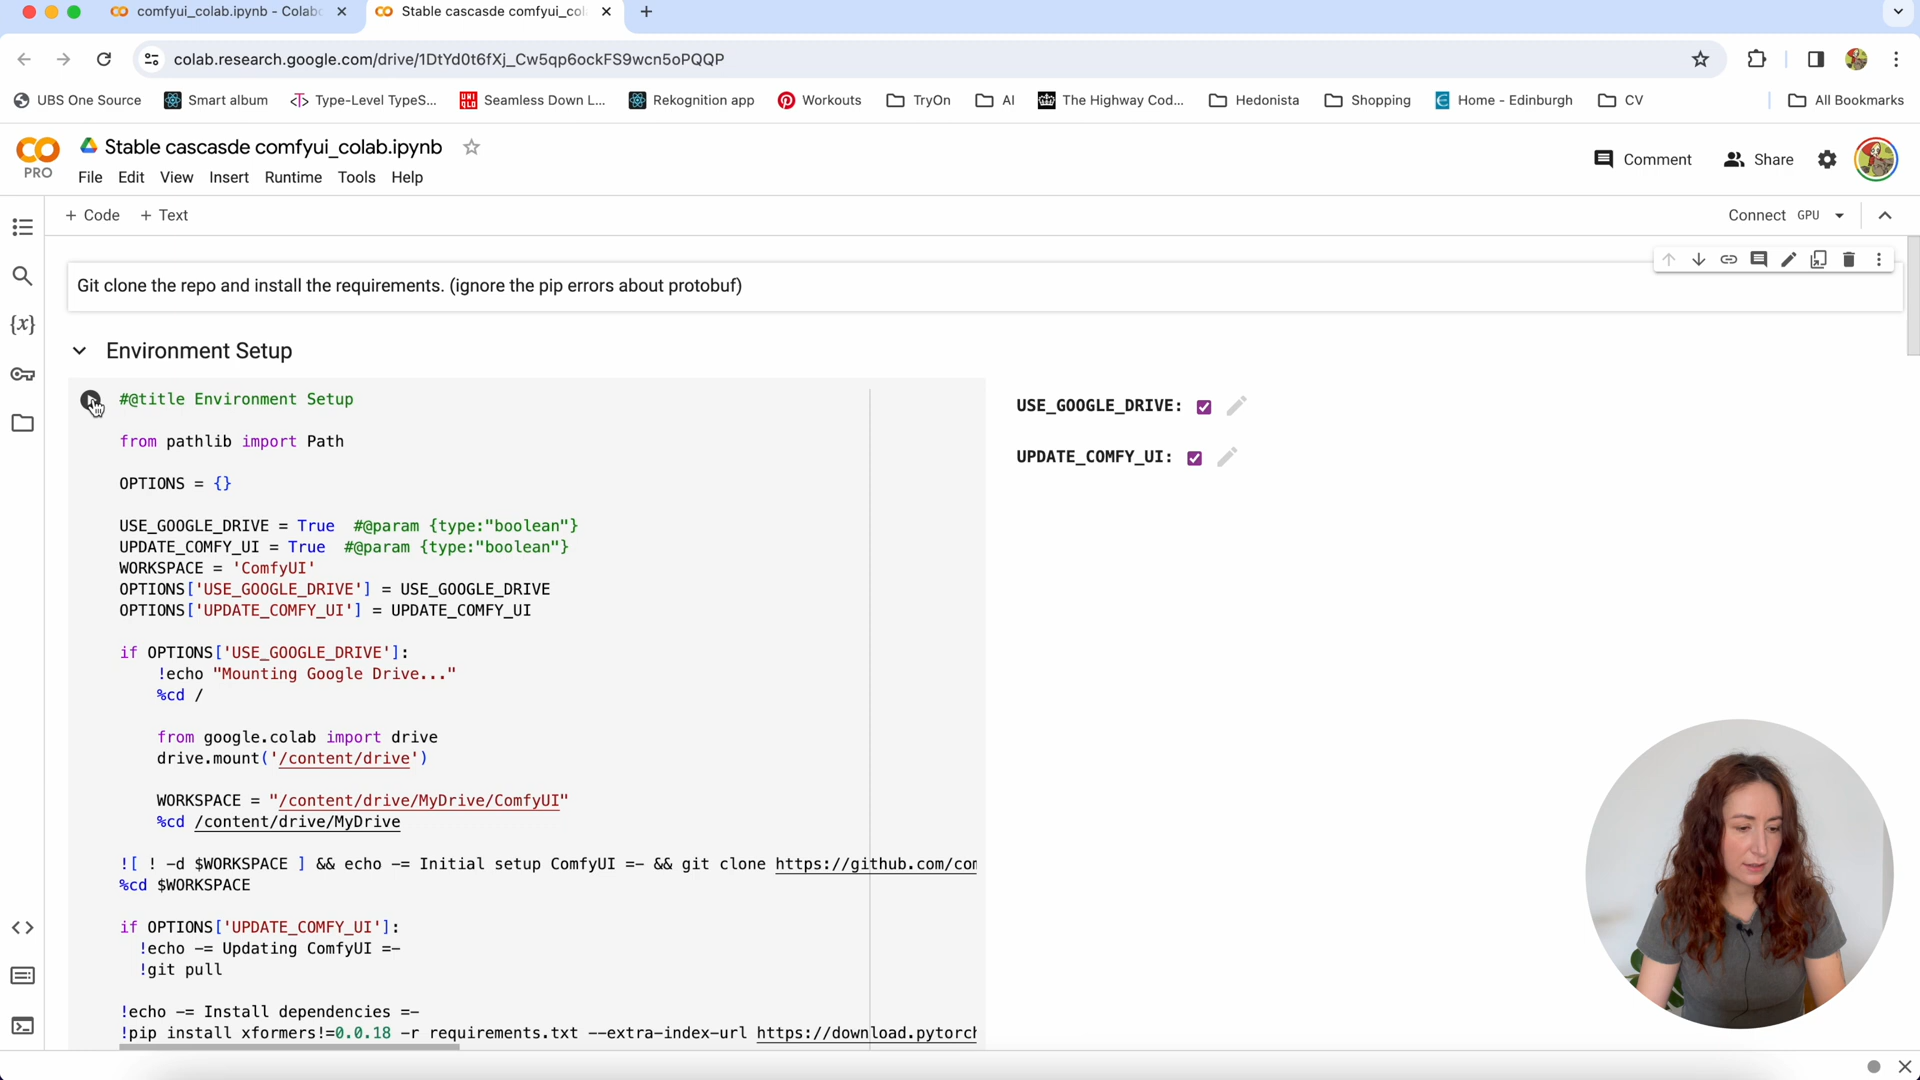 comfyui_colab.ipynb - Colab
Stable cascasde comfyui_col
colab.research.google.com/drive/1DtYd0t6fXj_Cw5qp6ockFS9wcn5oPQQP
UBS One Source
Smart album
Type-Level TypeS...
UNI QLO
Seamless Down L...
Rekognition app
Workouts
TryOn
AI
The Highway Cod...
Hedonista
Shopping
Home - Edinburgh
CV
All Bookmarks
Stable cascasde comfyui_colab.ipynb
PRO
File Edit View Insert Runtime Tools Help
Comment
Share
+ Code + Text
Connect GPU
Git clone the repo and install the requirements. (ignore the pip errors about protobuf)
Environment Setup
#@title Environment Setup
from pathlib import Path
OPTIONS = {}
USE_GOOGLE_DRIVE = True  #@param {type:"boolean"}
UPDATE_COMFY_UI = True  #@param {type:"boolean"}
WORKSPACE = 'ComfyUI'
OPTIONS['USE_GOOGLE_DRIVE'] = USE_GOOGLE_DRIVE
OPTIONS['UPDATE_COMFY_UI'] = UPDATE_COMFY_UI
if OPTIONS['USE_GOOGLE_DRIVE']:
!echo "Mounting Google Drive..."
%cd /
from google.colab import drive
drive.mount('/content/drive')
WORKSPACE = "/content/drive/MyDrive/ComfyUI"
%cd /content/drive/MyDrive
![ ! -d $WORKSPACE ] && echo -= Initial setup ComfyUI =- && git clone https://github.com/com
%cd $WORKSPACE
if OPTIONS['UPDATE_COMFY_UI']:
!echo -= Updating ComfyUI =-
!git pull
!echo -= Install dependencies =-
!pip install xformers!=0.0.18 -r requirements.txt --extra-index-url https://download.pytorch
USE_GOOGLE_DRIVE:
UPDATE_COMFY_UI:
{x}